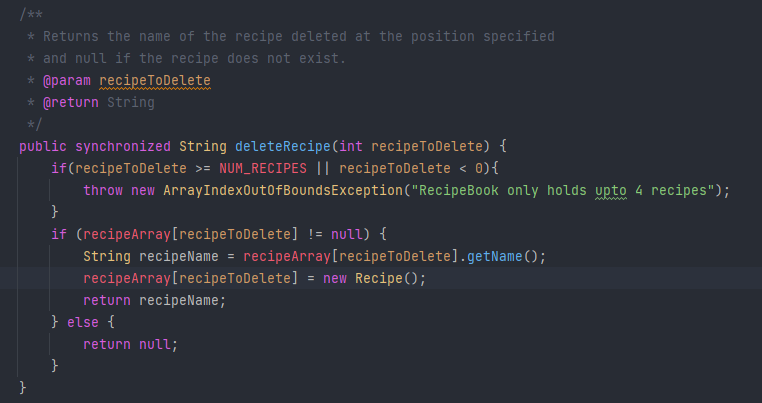 /**
 * Returns the name of the recipe deleted at the position specified
 * and null if the recipe does not exist.
 * @param recipeToDelete
 * @return String
 */
public synchronized String deleteRecipe(int recipeToDelete) {
    if(recipeToDelete >= NUM_RECIPES || recipeToDelete < 0){
        throw new ArrayIndexOutOfBoundsException("RecipeBook only holds upto 4 recipes");
    }
    if (recipeArray[recipeToDelete] != null) {
        String recipeName = recipeArray[recipeToDelete].getName();
        recipeArray[recipeToDelete] = new Recipe();
        return recipeName;
    } else {
        return null;
    }
}